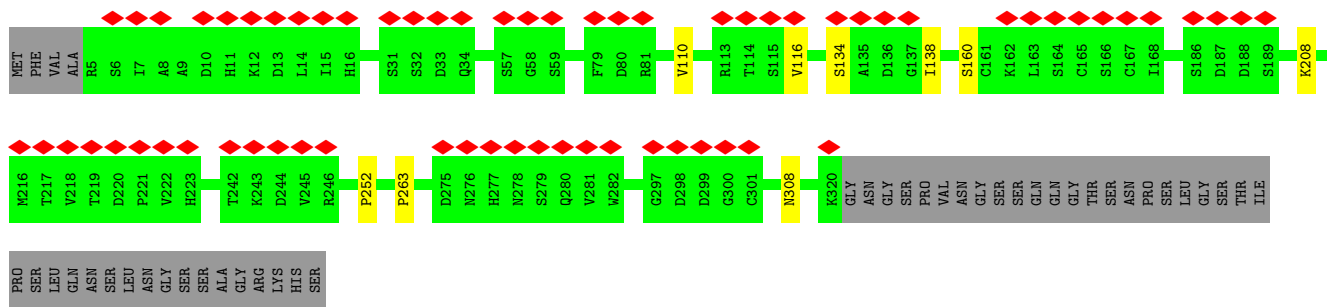 MET PHE VAL ALA R5 S6 I7 A8 A9 D10 H11 K12 D13 L14 I15 H16 S31 S32 D33 Q34 S57 G58 S59 F79 D80 R81 V110 R113 T114 S115 V116 S134 A135 D136 G137 I138 S160 C161 K162 L163 S164 C165 S166 C167 I168 S186 D187 D188 S189 K208
M216 T217 V218 T219 D220 P221 V222 H223 T242 K243 D244 V245 R246 P252 P263 D275 N276 H277 N278 S279 Q280 V281 W282 G297 D298 D299 G300 C301 N308 K320 GLY ASN GLY SER PRO VAL ASN GLY SER SER GLN GLN GLY THR SER ASN PRO SER LEU GLY SER THR ILE
PRO SER LEU GLN ASN SER LEU ASN GLY SER SER ALA GLY ARG LYS HIS SER